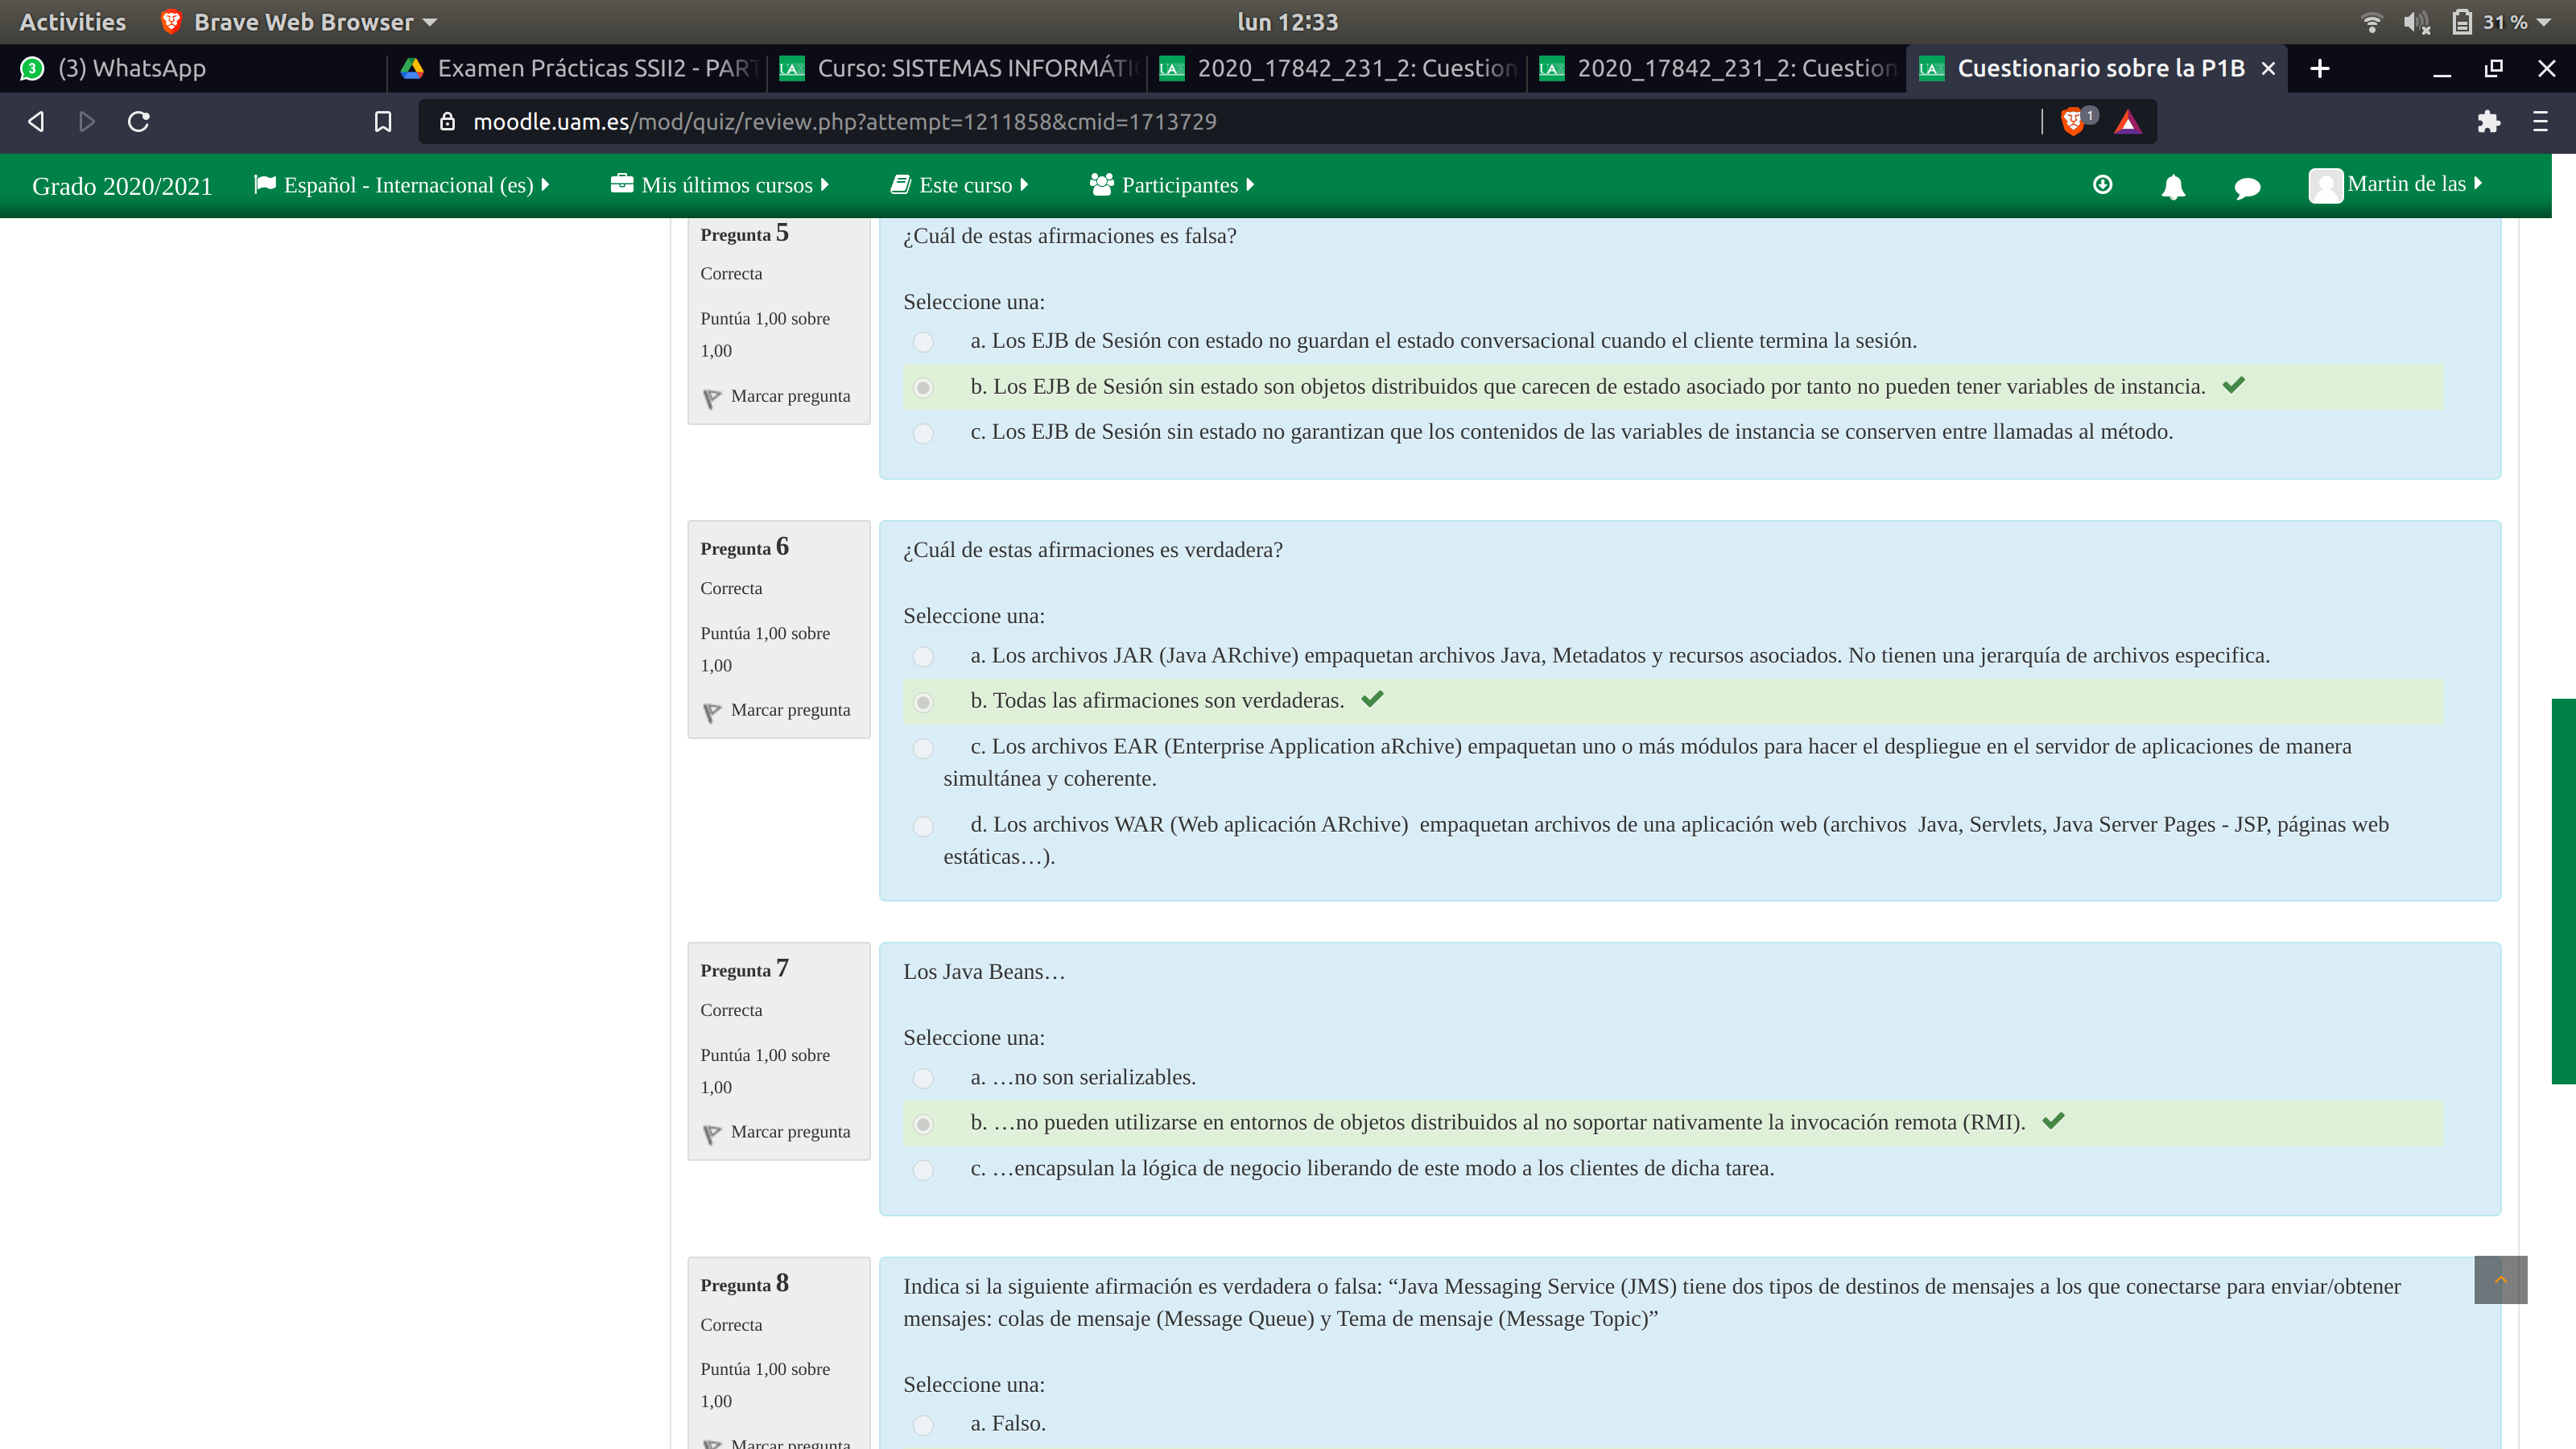 Activities
Brave Web Browser
lun 12:33
31 %
3
(3) WhatsApp
Examen Prácticas SSII2 - PART
Curso: SISTEMAS INFORMÁTI
2020_17842_231_2: Cuestion
2020_17842_231_2: Cuestion
Cuestionario sobre la P1B
moodle.uam.es/mod/quiz/review.php?attempt=1211858&cmid=1713729
1
Grado 2020/2021
Español - Internacional (es)
Mis últimos cursos
Este curso
Participantes
Martin de las
Pregunta 5
Correcta
Puntúa 1,00 sobre
1,00
Marcar pregunta
¿Cuál de estas afirmaciones es falsa?
Seleccione una:
a. Los EJB de Sesión con estado no guardan el estado conversacional cuando el cliente termina la sesión.
b. Los EJB de Sesión sin estado son objetos distribuidos que carecen de estado asociado por tanto no pueden tener variables de instancia.
c. Los EJB de Sesión sin estado no garantizan que los contenidos de las variables de instancia se conserven entre llamadas al método.
Pregunta 6
Correcta
Puntúa 1,00 sobre
1,00
Marcar pregunta
¿Cuál de estas afirmaciones es verdadera?
Seleccione una:
a. Los archivos JAR (Java ARchive) empaquetan archivos Java, Metadatos y recursos asociados. No tienen una jerarquía de archivos especifica.
b. Todas las afirmaciones son verdaderas.
c. Los archivos EAR (Enterprise Application aRchive) empaquetan uno o más módulos para hacer el despliegue en el servidor de aplicaciones de manera
simultánea y coherente.
d. Los archivos WAR (Web aplicación ARchive)  empaquetan archivos de una aplicación web (archivos  Java, Servlets, Java Server Pages - JSP, páginas web
estáticas…).
Pregunta 7
Correcta
Puntúa 1,00 sobre
1,00
Marcar pregunta
Los Java Beans…
Seleccione una:
a. …no son serializables.
b. …no pueden utilizarse en entornos de objetos distribuidos al no soportar nativamente la invocación remota (RMI).
c. …encapsulan la lógica de negocio liberando de este modo a los clientes de dicha tarea.
Pregunta 8
Correcta
Puntúa 1,00 sobre
1,00
Marcar pregunta
Indica si la siguiente afirmación es verdadera o falsa: “Java Messaging Service (JMS) tiene dos tipos de destinos de mensajes a los que conectarse para enviar/obtener
mensajes: colas de mensaje (Message Queue) y Tema de mensaje (Message Topic)”
Seleccione una:
a. Falso.